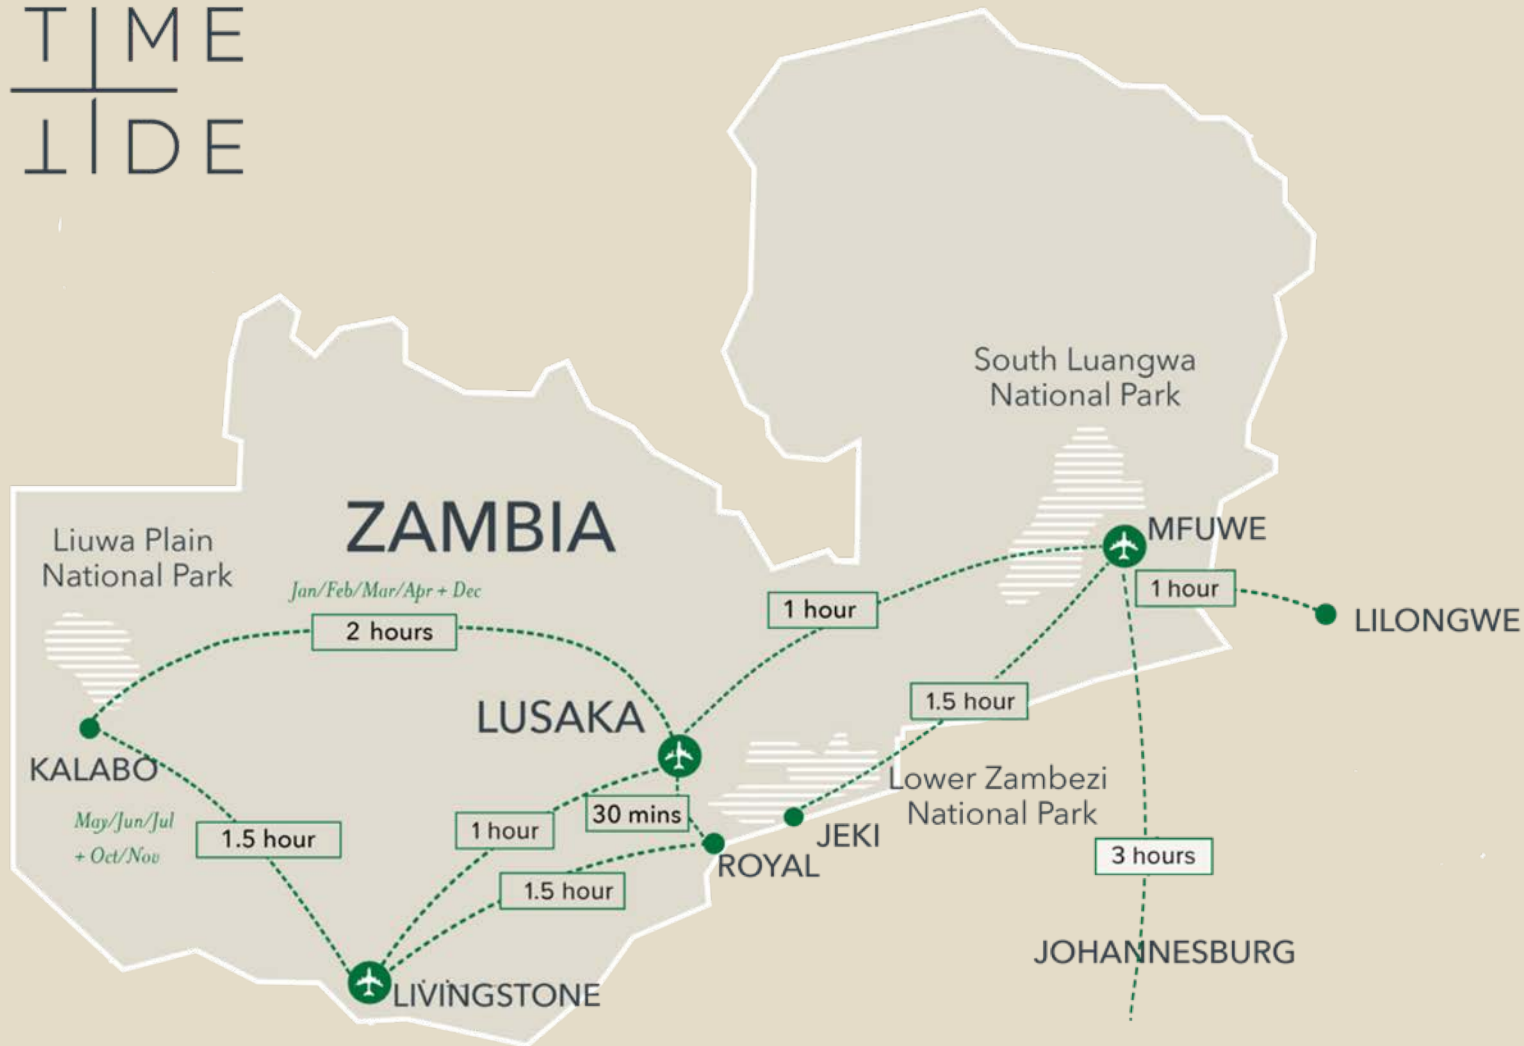 TIME
TIDE
South Luangwa
National Park
ZAMBIA
Liuwa Plain
National Park
MFUWE
Jan/Feb/Mar/Apr + Dec
1 hour
1 hour
LILONGWE
2 hours
1.5 hour
LUSAKA
KALABO
Lower Zambezi
National Park
May/Jun/Jul
+ Oct/Nov
30 mins
1 hour
1.5 hour
JEKI
ROYAL
3 hours
1.5 hour
JOHANNESBURG
LIVINGSTONE